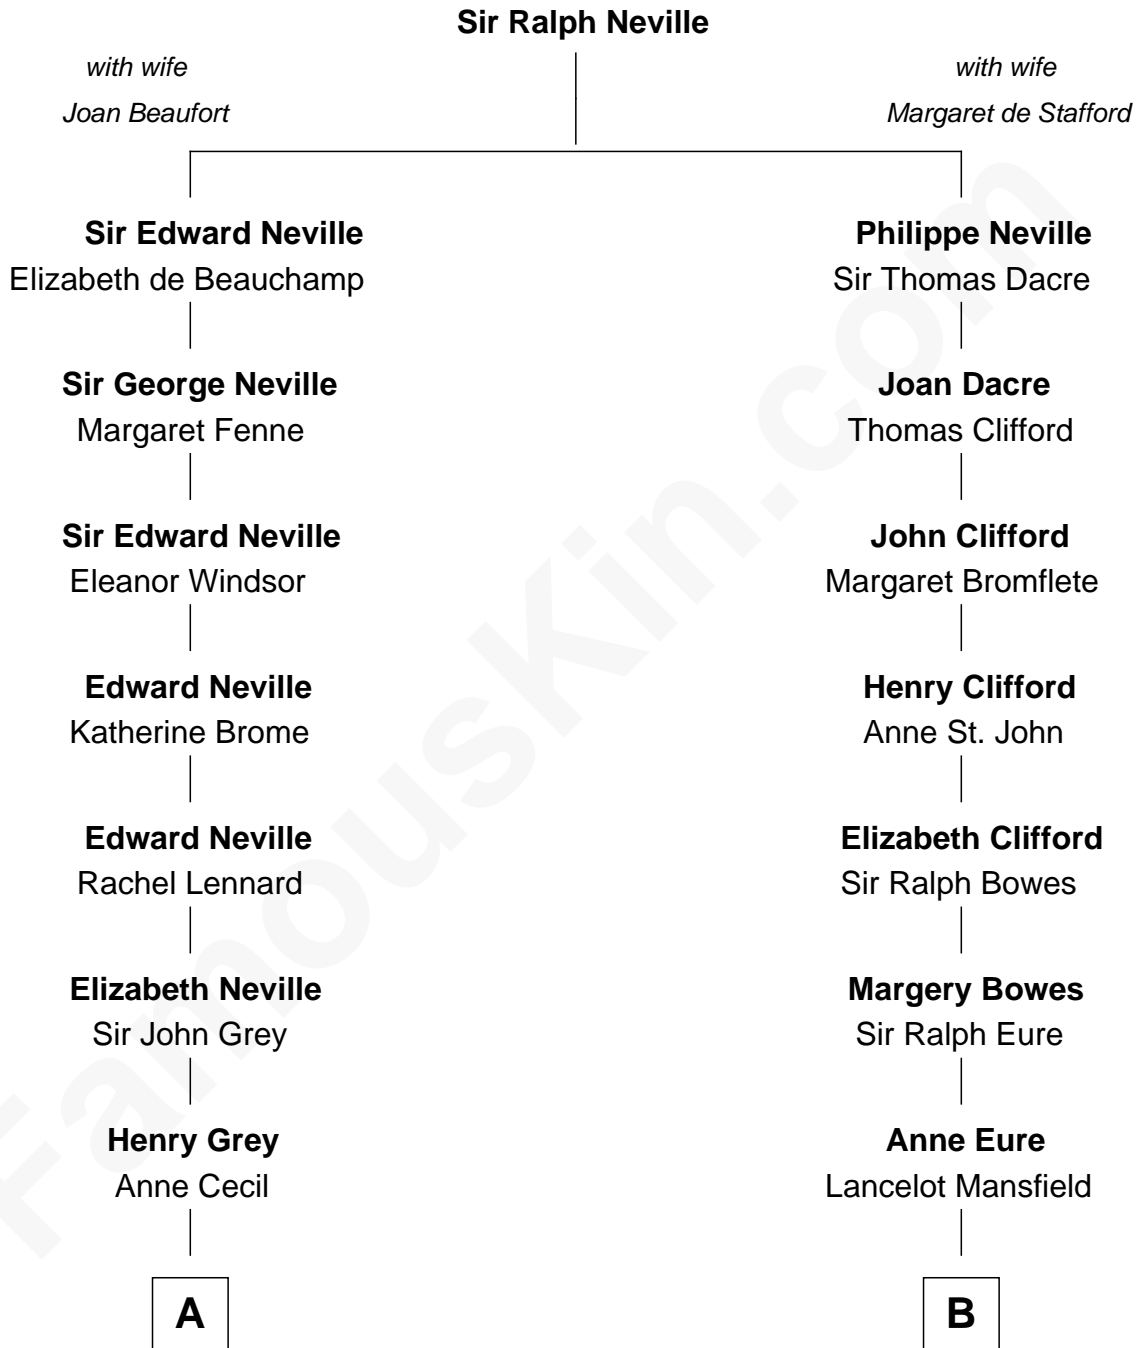 Sir Ralph Neville
with wife
Joan Beaufort
with wife
Margaret de Stafford
Sir Edward Neville
Elizabeth de Beauchamp
Philippe Neville
Sir Thomas Dacre
Sir George Neville
Margaret Fenne
Joan Dacre
Thomas Clifford
Sir Edward Neville
Eleanor Windsor
John Clifford
Margaret Bromflete
Edward Neville
Katherine Brome
Henry Clifford
Anne St. John
Edward Neville
Rachel Lennard
Elizabeth Clifford
Sir Ralph Bowes
Elizabeth Neville
Sir John Grey
Margery Bowes
Sir Ralph Eure
Henry Grey
Anne Cecil
Anne Eure
Lancelot Mansfield
A
B
FamousKin.com